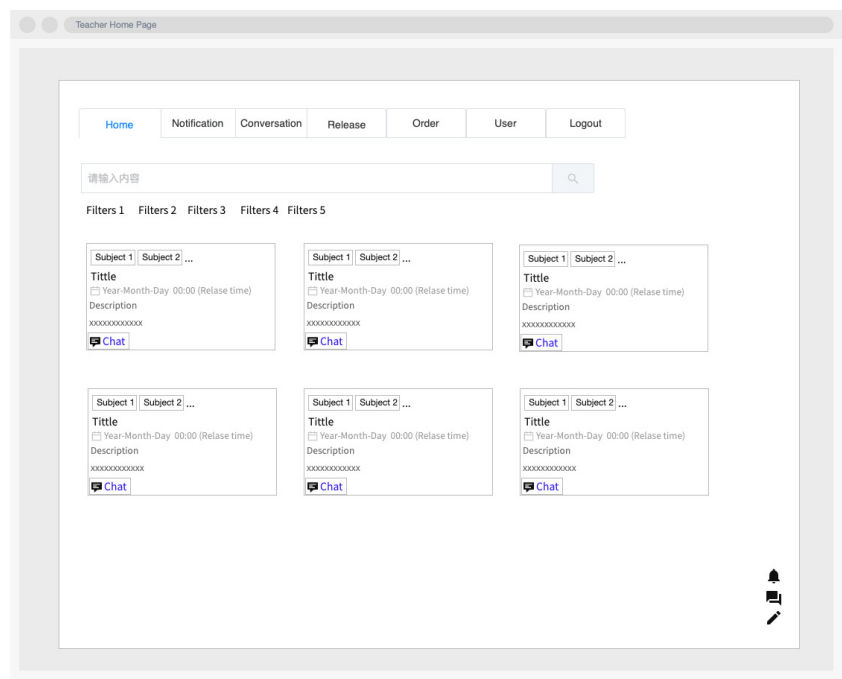 Teacher Home Page
Home Notification Conversation Release Order User Logout
请输入内容
Filters 1 Filters 2 Filters 3 Filters 4 Filters 5
Subject 1 Subject 2 ...
Tittle
Year-Month-Day 00:00 (Relase time)
Description
xxxxxxxxxxxx
Chat
Subject 1 Subject 2 ...
Tittle
Year-Month-Day 00:00 (Relase time)
Description
xxxxxxxxxxxx
Chat
Subject 1 Subject 2 ...
Tittle
Year-Month-Day 00:00 (Relase time)
Description
xxxxxxxxxxxx
Chat
Subject 1 Subject 2 ...
Tittle
Year-Month-Day 00:00 (Relase time)
Description
xxxxxxxxxxxx
Chat
Subject 1 Subject 2 ...
Tittle
Year-Month-Day 00:00 (Relase time)
Description
xxxxxxxxxxxx
Chat
Subject 1 Subject 2 ...
Tittle
Year-Month-Day 00:00 (Relase time)
Description
xxxxxxxxxxxx
Chat